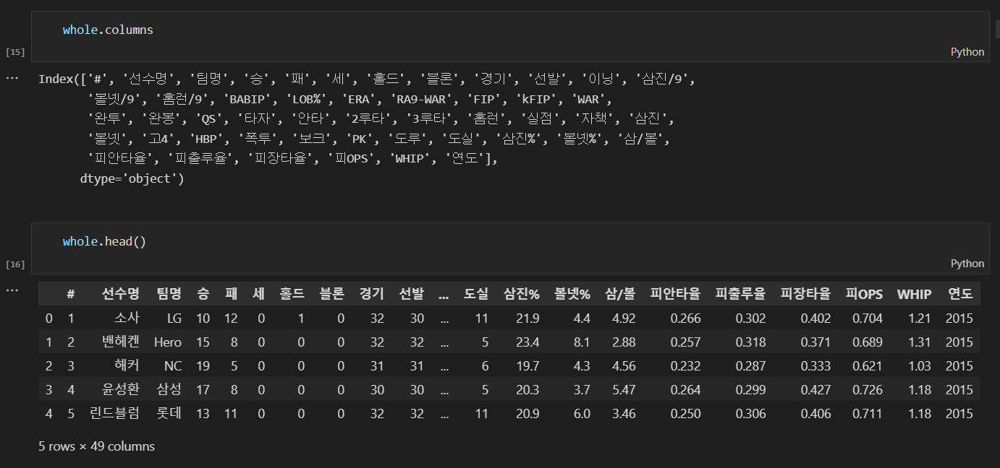 whole.columns
[15]
Python
Index(['#', '선수명', '팀명', '승', '패', '세', '홀드', '블론', '경기', '선발', '이닝', '삼진/9',
'볼넷/9', '홈런/9', 'BABIP', 'LOB%', 'ERA', 'RA9-WAR', 'FIP', 'kFIP', 'WAR',
'완투', '완봉', 'QS', '타자', '안타', '2루타', '3루타', '홈런', '실점', '자책', '삼진',
'볼넷', '고4', 'HBP', '폭투', '보크', 'PK', '도루', '도실', '삼진%', '볼넷%', '삼/볼',
'피안타율', '피출루율', '피장타율', '피OPS', 'WHIP', '연도'],
dtype='object')
whole.head()
[16]
Python
# 선수명 팀명 승 패 세 홀드 블론 경기 선발 ... 도실 삼진% 볼넷% 삼/볼 피안타율 피출루율 피장타율 피OPS WHIP 연도
0 1 소사 LG 10 12 0 1 0 32 30 ... 11 21.9 4.4 4.92 0.266 0.302 0.402 0.704 1.21 2015
1 2 밴헤켄 Hero 15 8 0 0 0 32 32 ... 5 23.4 8.1 2.88 0.257 0.318 0.371 0.689 1.31 2015
2 3 해커 NC 19 5 0 0 0 31 31 ... 6 19.7 4.3 4.56 0.232 0.287 0.333 0.621 1.03 2015
3 4 윤성환 삼성 17 8 0 0 0 30 30 ... 5 20.3 3.7 5.47 0.264 0.299 0.427 0.726 1.18 2015
4 5 린드블럼 롯데 13 11 0 0 0 32 32 ... 11 20.9 6.0 3.46 0.250 0.306 0.406 0.711 1.18 2015
5 rows × 49 columns